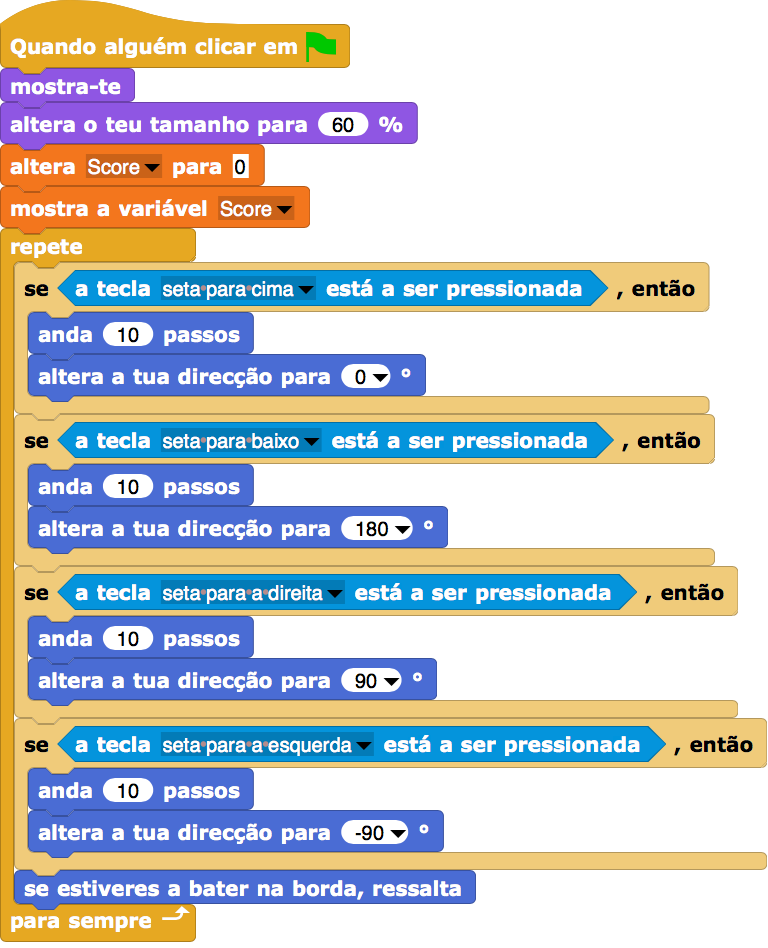 Quando alguém clicar em
mostra-te
altera o teu tamanho para 60 %
altera Score para 0
mostra a variável Score
repete
se a tecla seta para cima está a ser pressionada , então
anda 10 passos
altera a tua direcção para 0 °
se a tecla seta para baixo está a ser pressionada , então
anda 10 passos
altera a tua direcção para 180 °
se a tecla seta para a direita está a ser pressionada , então
anda 10 passos
altera a tua direcção para 90 °
se a tecla seta para a esquerda está a ser pressionada , então
anda 10 passos
altera a tua direcção para -90 °
se estiveres a bater na borda, ressalta
para sempre